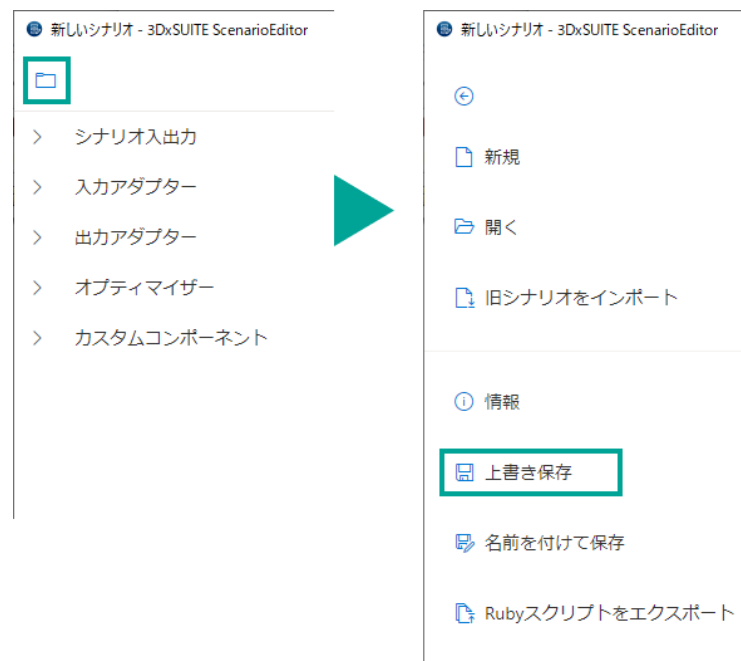 新しいシナリオ - 3DxSUITE ScenarioEditor
シナリオ入出力
入力アダプター
出力アダプター
オプティマイザー
カスタムコンポーネント
新しいシナリオ - 3DxSUITE ScenarioEditor
新規
開く
旧シナリオをインポート
情報
上書き保存
名前を付けて保存
Rubyスクリプトをエクスポート